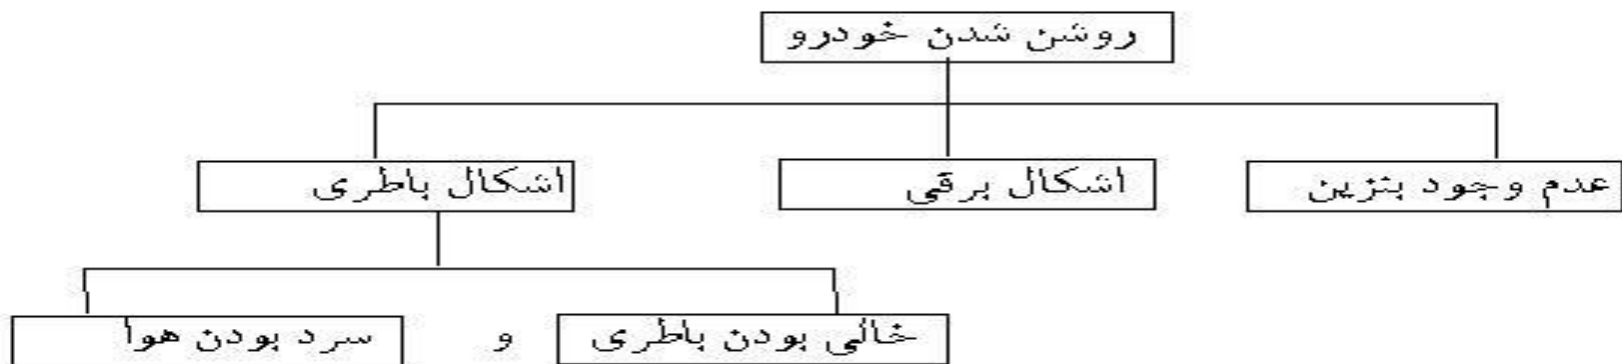 روشن شدن خودرو
عدم وجود بنزین
اشکال برقی
اشکال باطری
خالی بودن باطری
و
سرد بودن هوا